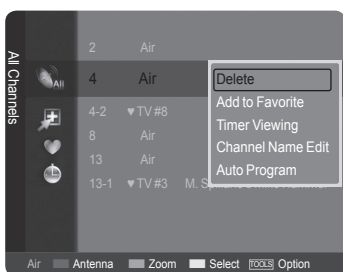 All Channels
All
2 Air
4 Air
4-2 ♥ TV #8
8 Air
13 Air
13-1 ♥ TV #3 M. S
Delete
Add to Favorite
Timer Viewing
Channel Name Edit
Auto Program
Air Antenna Zoom Select TOOLS Option